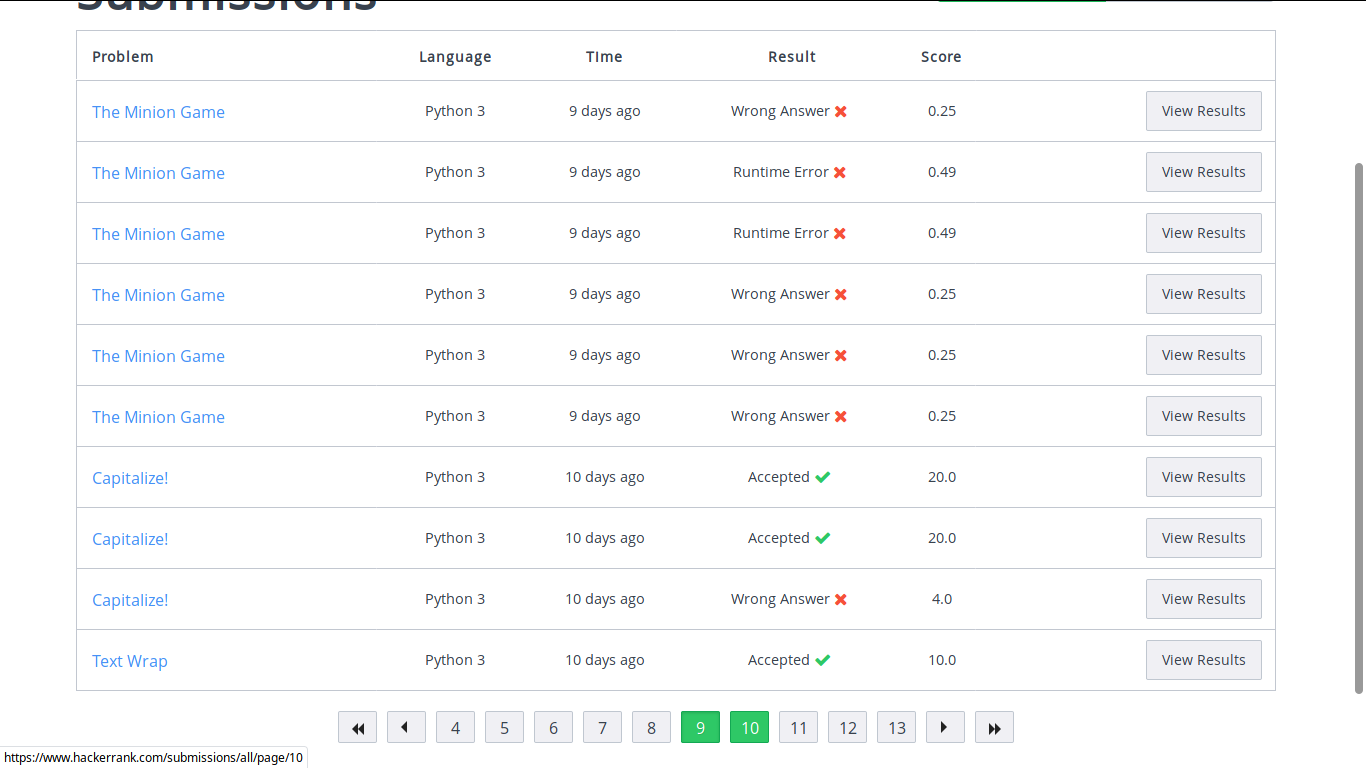 Submissions
Problem Language Time Result Score
The Minion Game Python 3 9 days ago Wrong Answer 0.25 View Results
The Minion Game Python 3 9 days ago Runtime Error 0.49 View Results
The Minion Game Python 3 9 days ago Runtime Error 0.49 View Results
The Minion Game Python 3 9 days ago Wrong Answer 0.25 View Results
The Minion Game Python 3 9 days ago Wrong Answer 0.25 View Results
The Minion Game Python 3 9 days ago Wrong Answer 0.25 View Results
Capitalize! Python 3 10 days ago Accepted 20.0 View Results
Capitalize! Python 3 10 days ago Accepted 20.0 View Results
Capitalize! Python 3 10 days ago Wrong Answer 4.0 View Results
Text Wrap Python 3 10 days ago Accepted 10.0 View Results
4 5 6 7 8 9 10 11 12 13
https://www.hackerrank.com/submissions/all/page/10